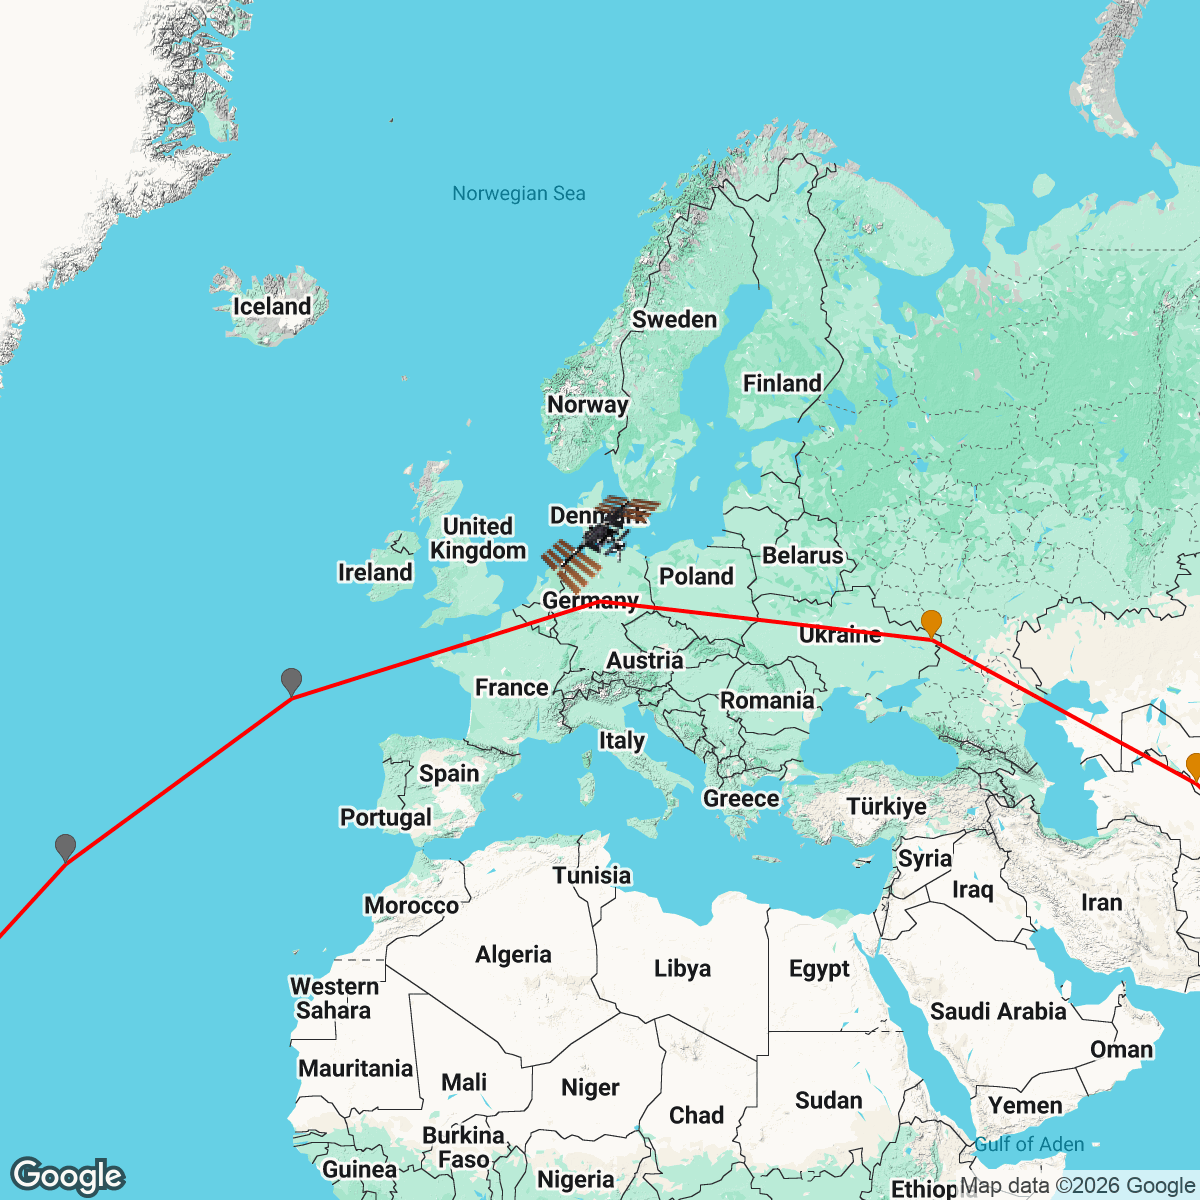 Norwegian Sea
Iceland
Sweden
Finland
Norway
Denmark
United
Kingdom
Ireland
Belarus
Poland
Germany
Ukraine
Austria
France
Romania
Italy
Spain
Greece
Türkiye
Portugal
Syria
Tunisia
Iraq
Iran
Morocco
Algeria
Libya
Egypt
Western
Sahara
Saudi Arabia
Oman
Mauritania
Mali
Niger
Chad
Sudan
Yemen
Burkina
Faso
Gulf of Aden
Guinea
Nigeria
Ethiop
Google
Map data ©2026 Google